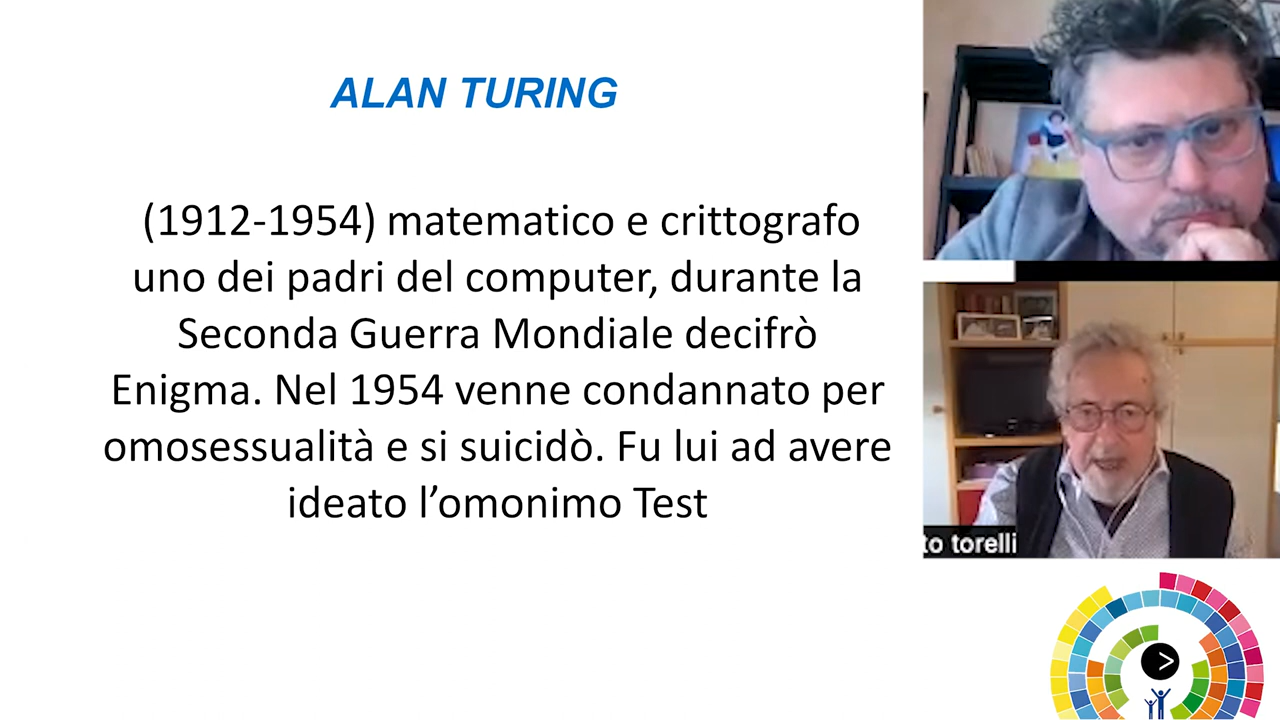 ALAN TURING
(1912-1954) matematico e crittografo
uno dei padri del computer, durante la
Seconda Guerra Mondiale decifrò
Enigma. Nel 1954 venne condannato per
omosessualità e si suicidò. Fu lui ad avere
ideato l’omonimo Test
to torelli